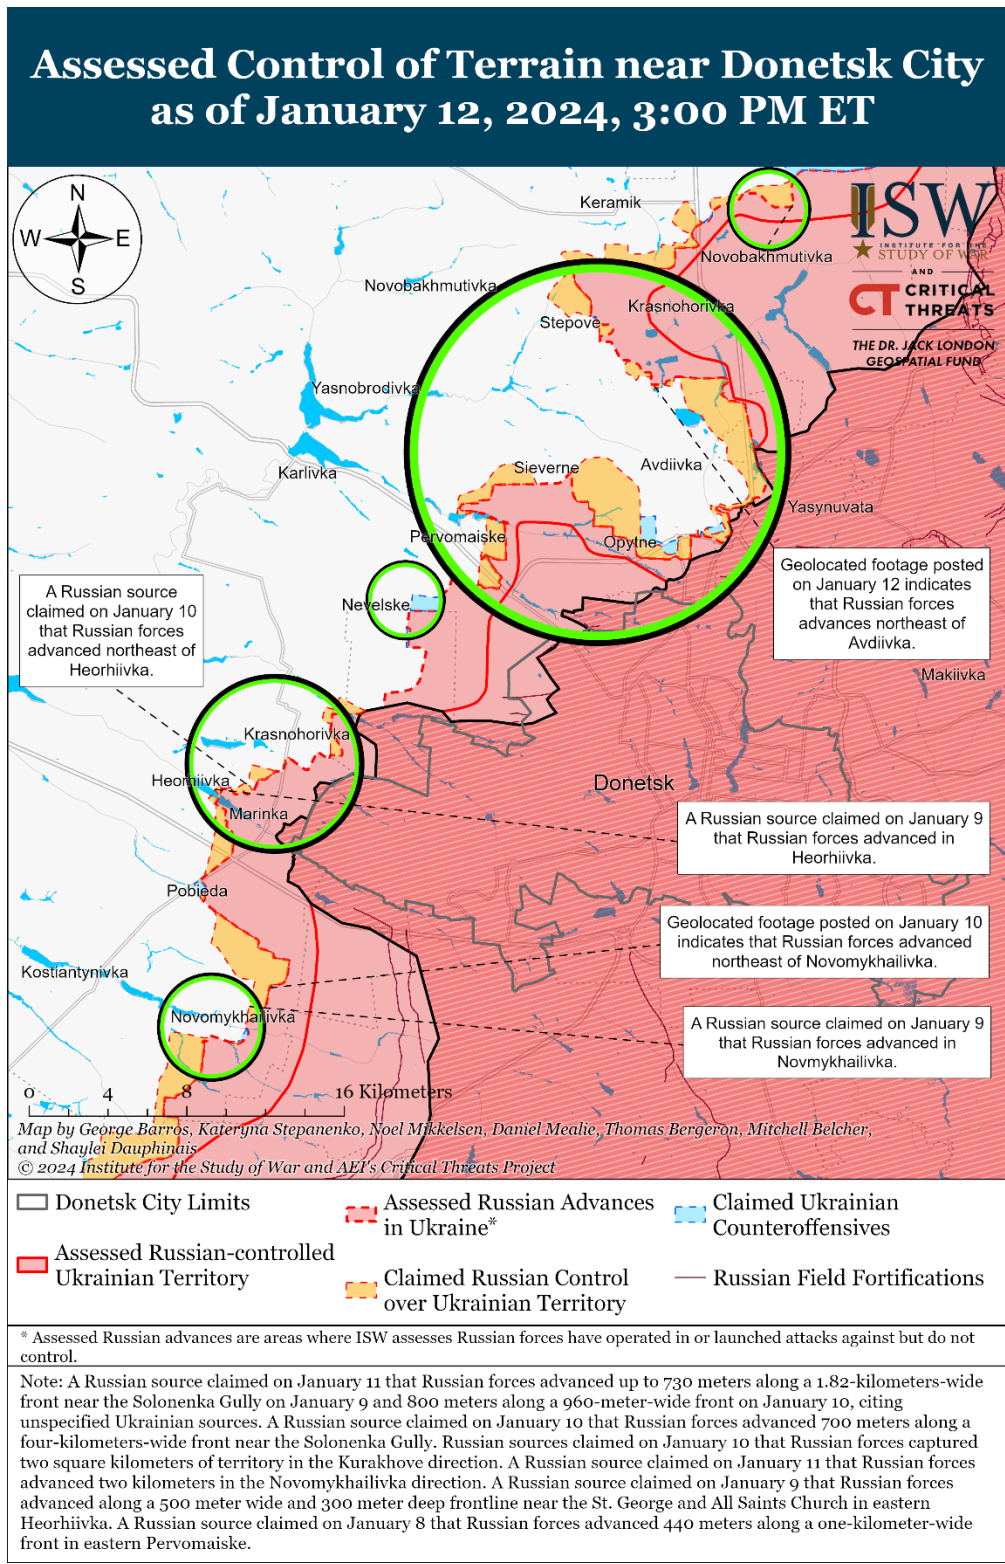 Assessed Control of Terrain near Donetsk City
as of January 12, 2024, 3:00 PM ET
N
W
E
S
Keramik
ISW
INSTITUTE FOR THE
STUDY OF WAR
AND
CT CRITICAL
THREATS
THE DR. JACK LONDON
GEOSPATIAL FUND
Novobakhmutivka
Novobakhmutivka
Krasnohorivka
Stepove
Yasnobrodivka
Karlivka
Sieverne
Avdiivka
Yasynuvata
Pervomaiske
Opytne
Geolocated footage posted
on January 12 indicates
that Russian forces
advances northeast of
Avdiivka.
A Russian source
claimed on January 10
that Russian forces
advanced northeast of
Heorhiivka.
Nevelske
Makiivka
Krasnohorivka
Heorhiivka
Marinka
Donetsk
A Russian source claimed on January 9
that Russian forces advanced in
Heorhiivka.
Pobieda
Geolocated footage posted on January 10
indicates that Russian forces advanced
northeast of Novomykhailivka.
Kostiantynivka
Novomykhailivka
A Russian source claimed on January 9
that Russian forces advanced in
Novmykhailivka.
0 4 8 16 Kilometers
Map by George Barros, Kateryna Stepanenko, Noel Mikkelsen, Daniel Mealie, Thomas Bergeron, Mitchell Belcher,
and Shaylei Dauphinais
© 2024 Institute for the Study of War and AEI's Critical Threats Project
Donetsk City Limits
Assessed Russian-controlled
Ukrainian Territory
Assessed Russian Advances
in Ukraine*
Claimed Russian Control
over Ukrainian Territory
Claimed Ukrainian
Counteroffensives
Russian Field Fortifications
* Assessed Russian advances are areas where ISW assesses Russian forces have operated in or launched attacks against but do not
control.
Note: A Russian source claimed on January 11 that Russian forces advanced up to 730 meters along a 1.82-kilometers-wide
front near the Solonenka Gully on January 9 and 800 meters along a 960-meter-wide front on January 10, citing
unspecified Ukrainian sources. A Russian source claimed on January 10 that Russian forces advanced 700 meters along a
four-kilometers-wide front near the Solonenka Gully. Russian sources claimed on January 10 that Russian forces captured
two square kilometers of territory in the Kurakhove direction. A Russian source claimed on January 11 that Russian forces
advanced two kilometers in the Novomykhailivka direction. A Russian source claimed on January 9 that Russian forces
advanced along a 500 meter wide and 300 meter deep frontline near the St. George and All Saints Church in eastern
Heorhiivka. A Russian source claimed on January 8 that Russian forces advanced 440 meters along a one-kilometer-wide
front in eastern Pervomaiske.